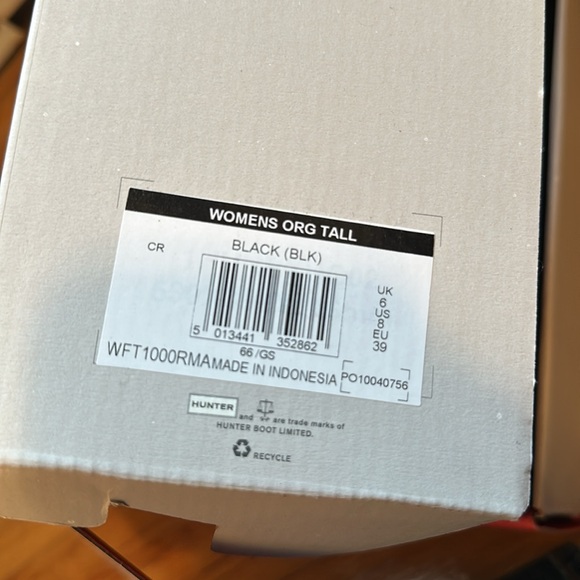 WOMENS ORG TALL
CR
BLACK (BLK)
UK
6
US
8
EU
39
5 013441 352862
66/GS
WFT1000RMA MADE IN INDONESIA
PO10040756
HUNTER and are trade marks of
HUNTER BOOT LIMITED.
RECYCLE